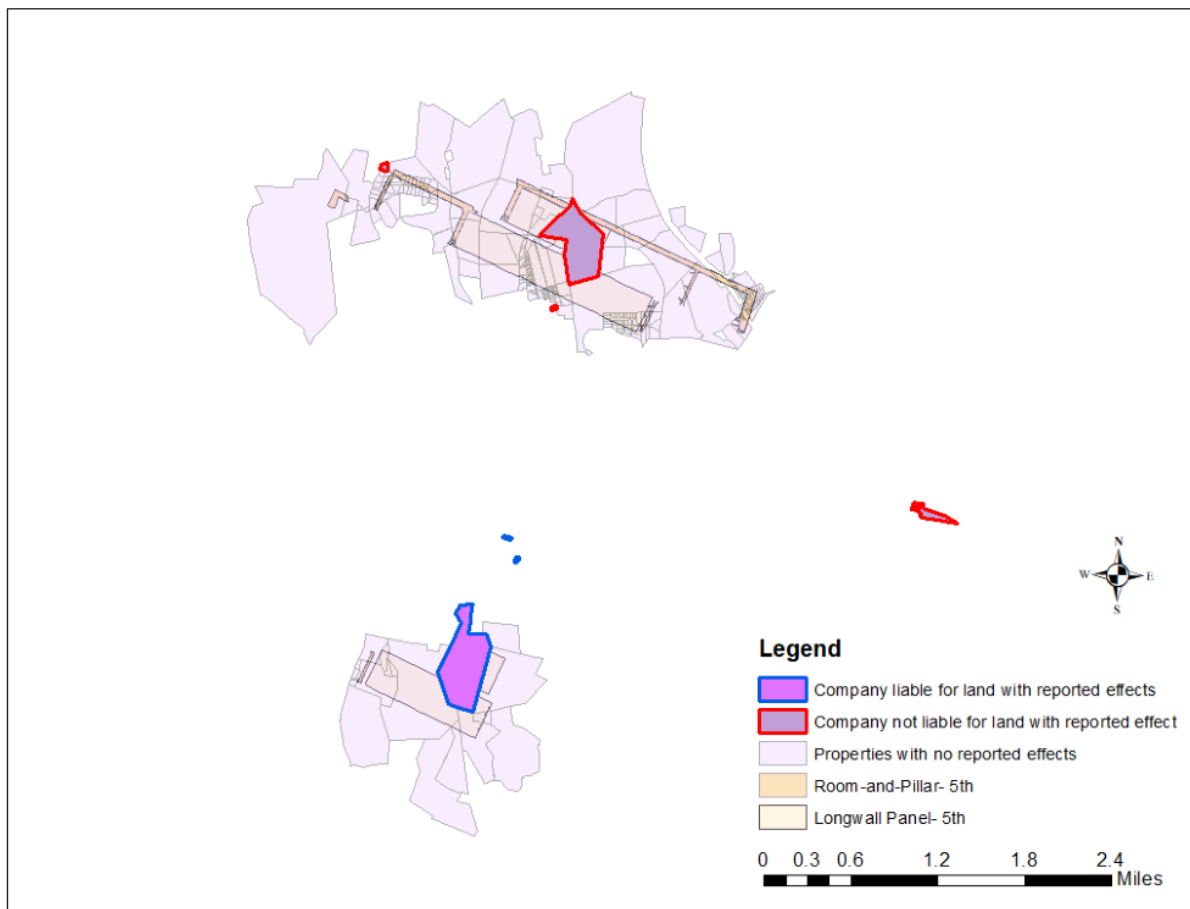 N
W E
S
Legend
Company liable for land with reported effects
Company not liable for land with reported effect
Properties with no reported effects
Room-and-Pillar- 5th
Longwall Panel- 5th
0 0.3 0.6 1.2 1.8 2.4
Miles